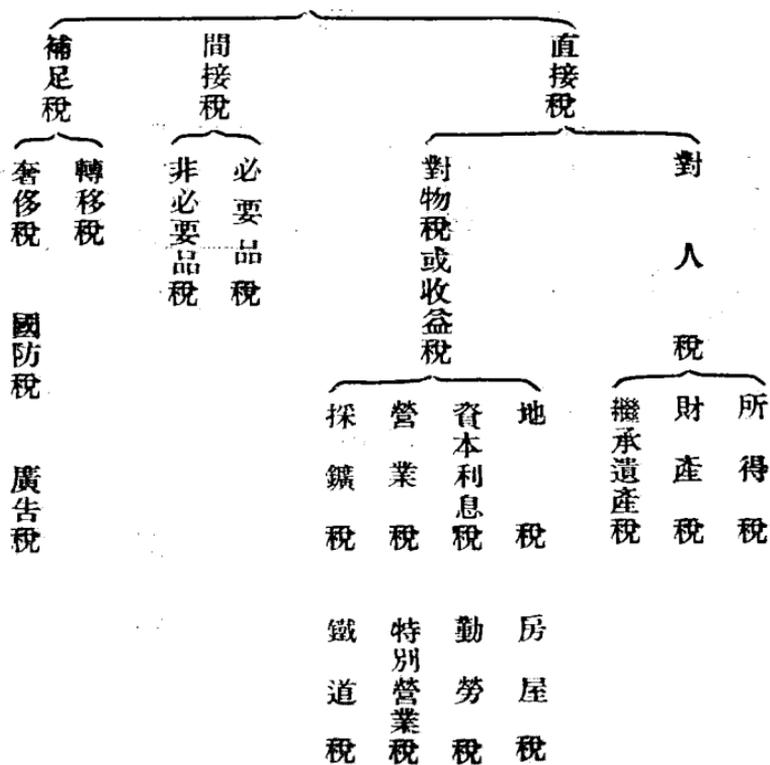 直接稅
對人稅
所得稅
財產稅
繼承遺產稅
對物稅或收益稅
地稅 房屋稅
資本利息稅 勤勞稅
營業稅 特別營業稅
採鑛稅 鐵道稅
間接稅
必要品稅
非必要品稅
補足稅
轉移稅
奢侈稅 國防稅 廣告稅